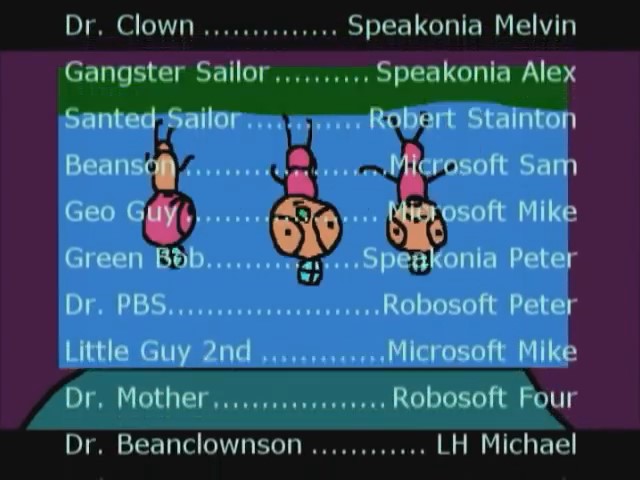 Dr. Clown .............. Speakonia Melvin
Gangster Sailor.......... Speakonia Alex
Santed Sailor ............ Robert Stainton
Beanson..................... Microsoft Sam
Geo Guy.................... Microsoft Mike
Green Bob................Speakonia Peter
Dr. PBS......................Robosoft Peter
Little Guy 2nd .............Microsoft Mike
Dr. Mother.................. Robosoft Four
Dr. Beanclownson ............ LH Michael